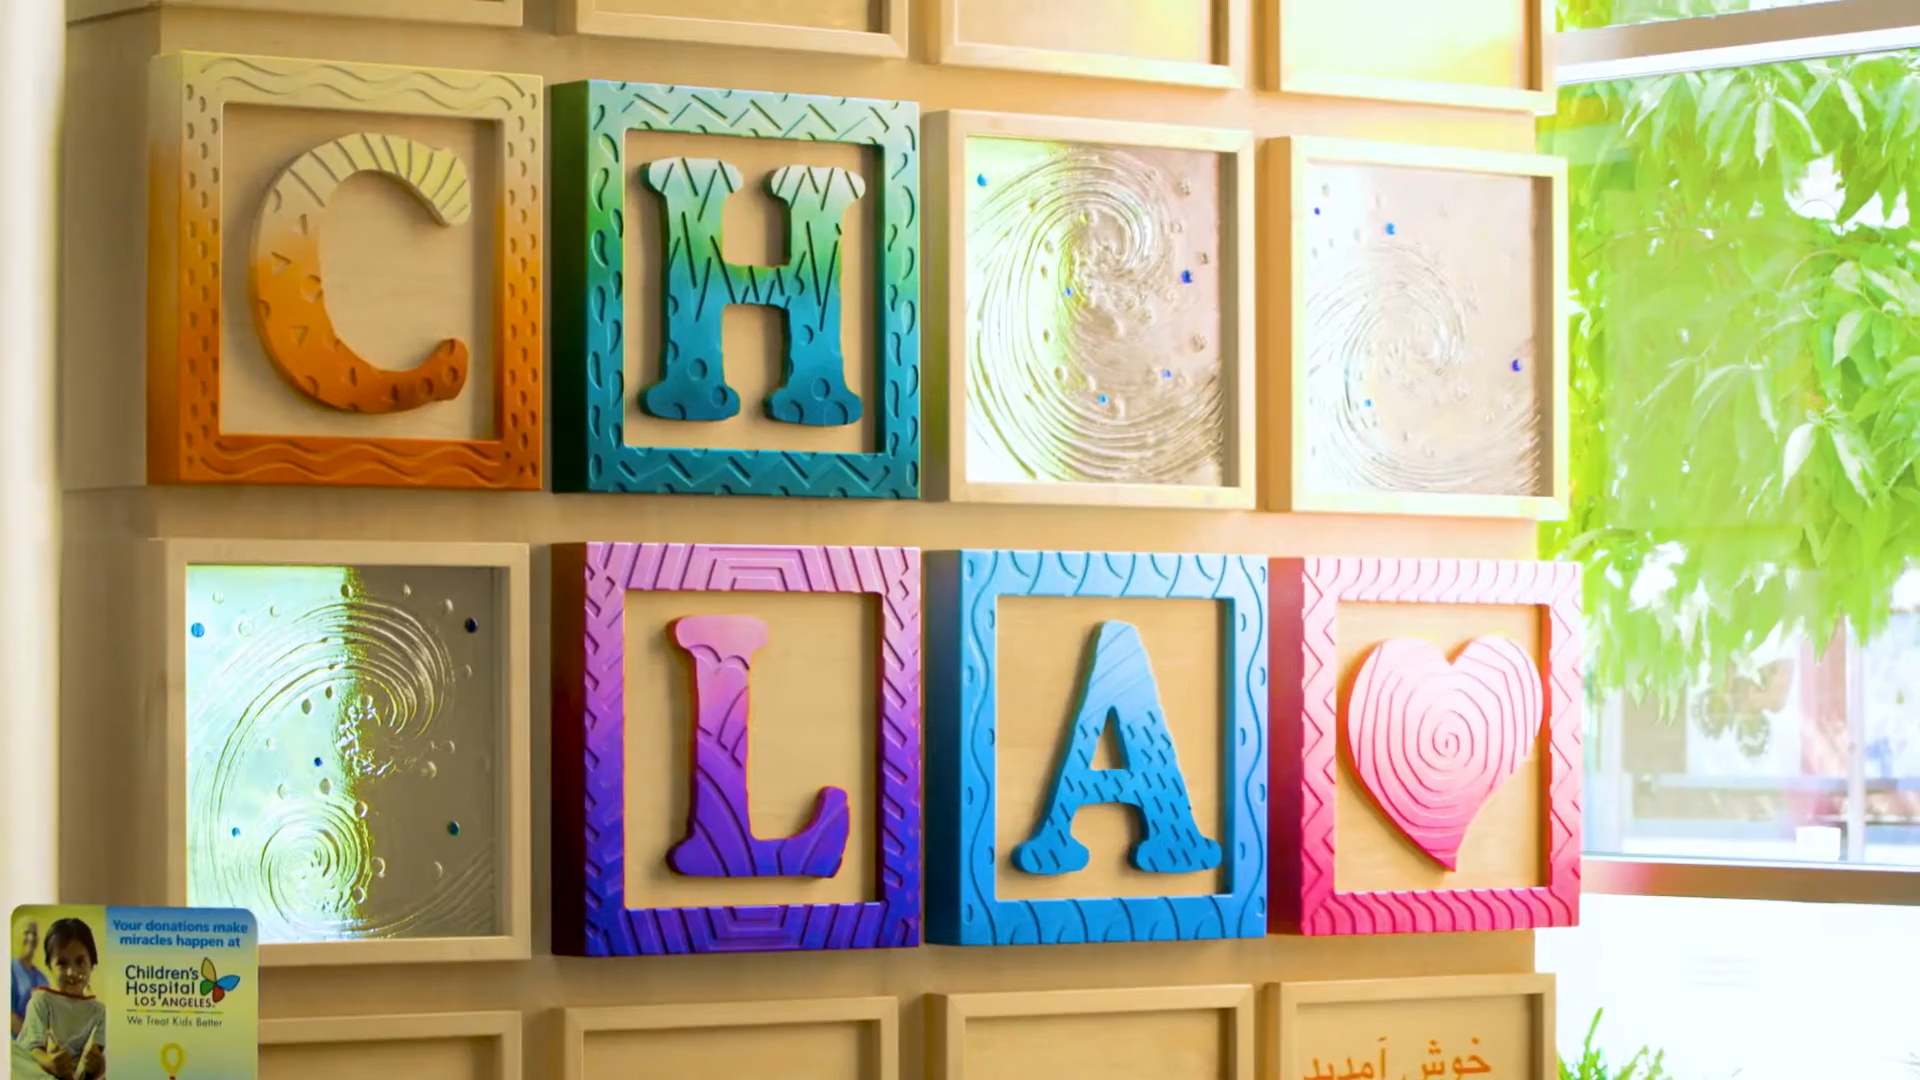 C H
L A
Your donations make
miracles happen at
Children's
Hospital
LOS ANGELES
We Treat Kids Better
خوش آمدید